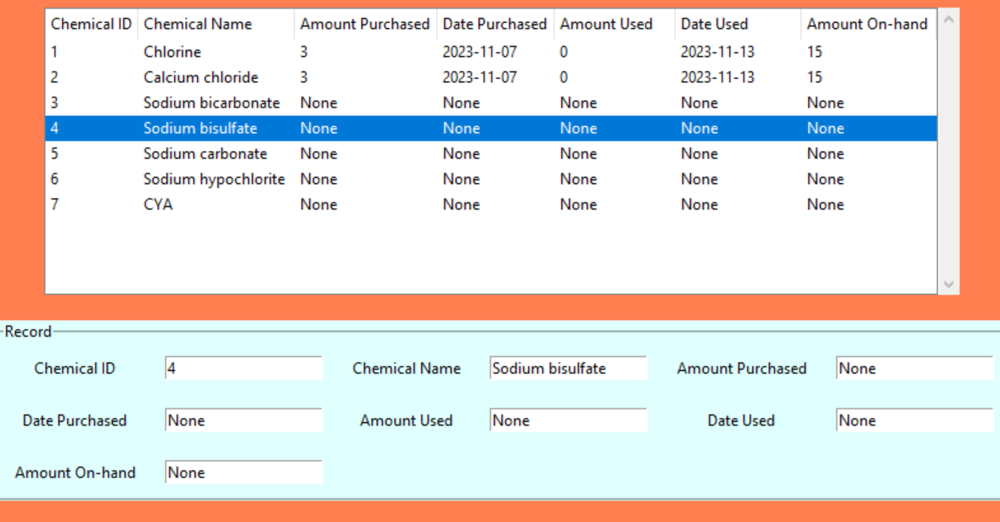 Chemical ID Chemical Name Amount Purchased Date Purchased Amount Used Date Used Amount On-hand
1 Chlorine 3 2023-11-07 0 2023-11-13 15
2 Calcium chloride 3 2023-11-07 0 2023-11-13 15
3 Sodium bicarbonate None None None None None
4 Sodium bisulfate None None None None None
5 Sodium carbonate None None None None None
6 Sodium hypochlorite None None None None None
7 CYA None None None None None
Record
Chemical ID 4 Chemical Name Sodium bisulfate Amount Purchased None
Date Purchased None Amount Used None Date Used None
Amount On-hand None